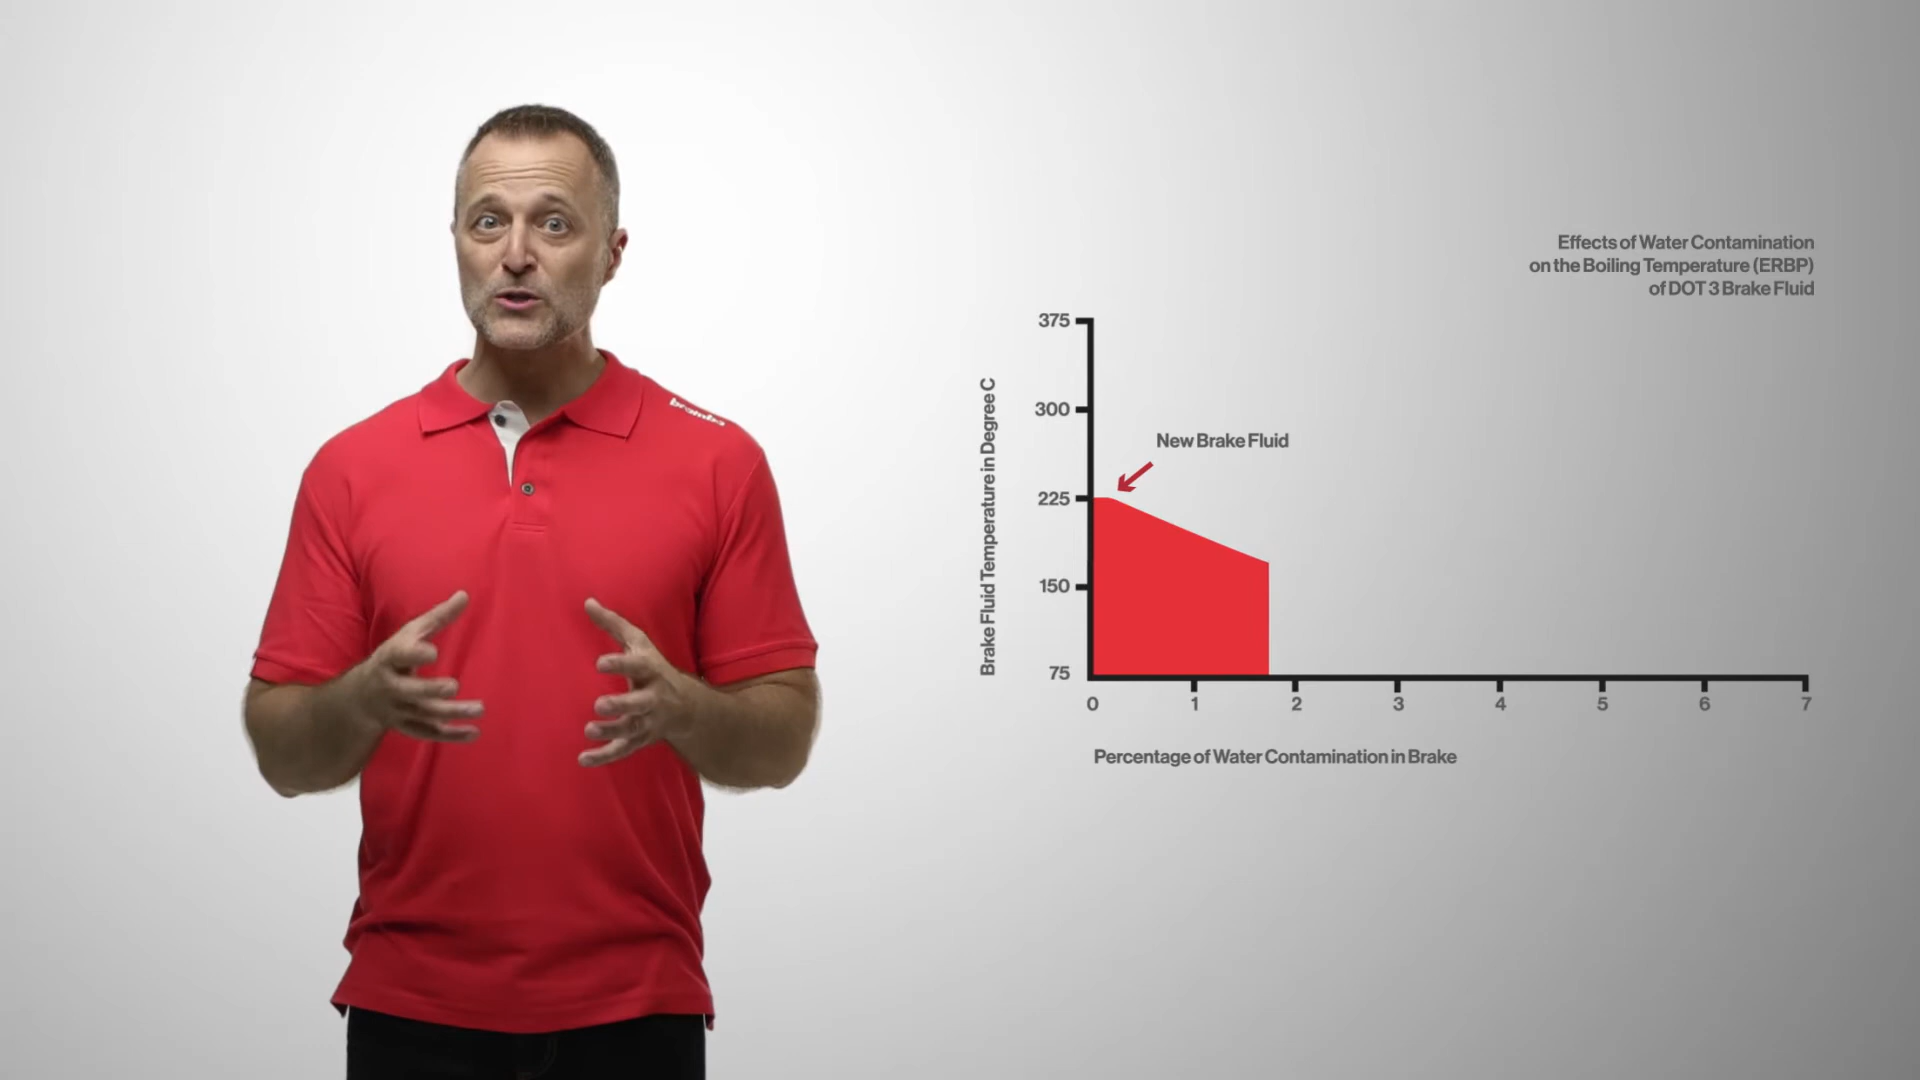 brembo
Effects of Water Contamination
on the Boiling Temperature (ERBP)
of DOT 3 Brake Fluid
Brake Fluid Temperature in Degree C
375
300
225
150
75
New Brake Fluid
0 1 2 3 4 5 6 7
Percentage of Water Contamination in Brake